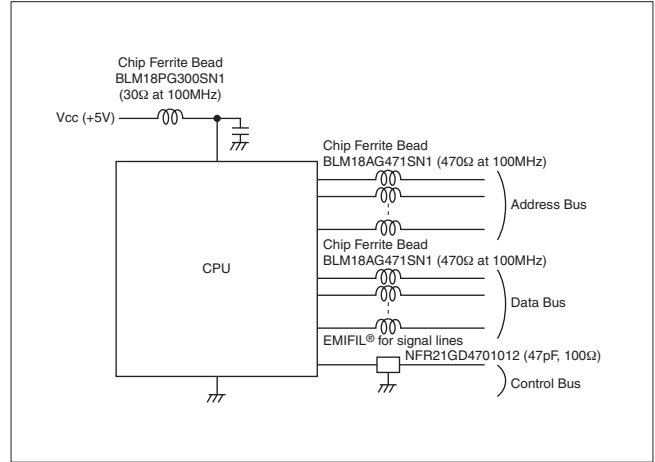 Chip Ferrite Bead
BLM18PG300SN1
(30Ω at 100MHz)
Vcc (+5V)
Chip Ferrite Bead
BLM18AG471SN1 (470Ω at 100MHz)
Address Bus
Chip Ferrite Bead
BLM18AG471SN1 (470Ω at 100MHz)
CPU
Data Bus
EMIFIL® for signal lines
NFR21GD4701012 (47pF, 100Ω)
Control Bus